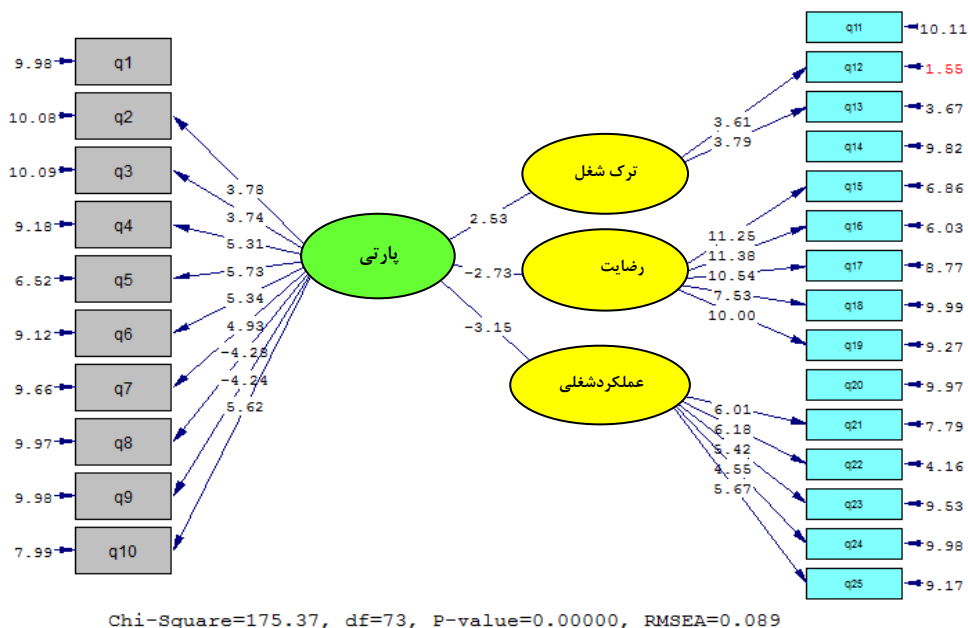 q1
9.98
q2
10.08
q3
10.09
q4
9.18
q5
6.52
q6
9.12
q7
9.66
q8
9.97
q9
9.98
q10
7.99
3.78
3.74
5.31
5.73
5.34
4.93
-4.28
-4.24
5.62
پارتی
2.53
-2.73
-3.15
ترک شغل
رضایت
عملکردشغلی
3.61
3.79
11.25
11.38
10.54
7.53
10.00
6.01
6.18
5.42
4.55
5.67
q11 10.11
q12 1.55
q13 3.67
q14 9.82
q15 6.86
q16 6.03
q17 8.77
q18 9.99
q19 9.27
q20 9.97
q21 7.79
q22 4.16
q23 9.53
q24 9.98
q25 9.17
Chi-Square=175.37, df=73, P-value=0.00000, RMSEA=0.089